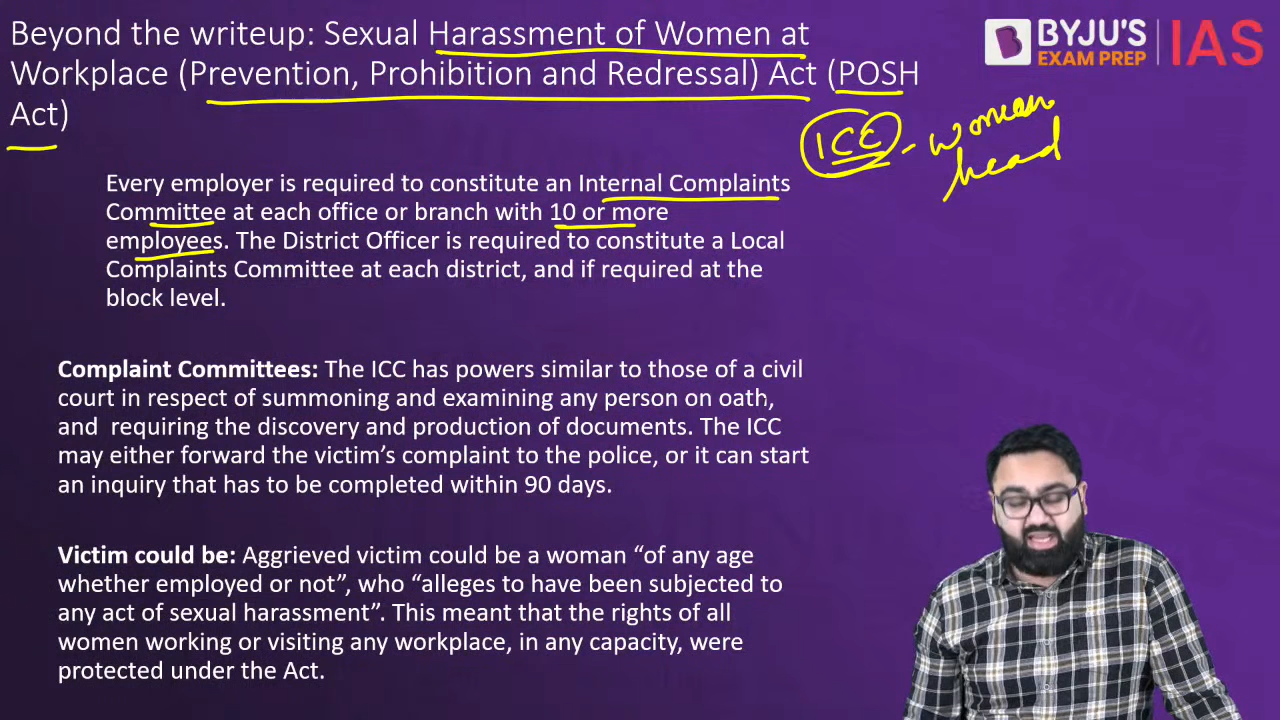 Beyond the writeup: Sexual Harassment of Women at
Workplace (Prevention, Prohibition and Redressal) Act (POSH
Act)
BYJU'S
EXAM PREP
IAS
ICC - women
head
Every employer is required to constitute an Internal Complaints
Committee at each office or branch with 10 or more
employees. The District Officer is required to constitute a Local
Complaints Committee at each district, and if required at the
block level.
Complaint Committees: The ICC has powers similar to those of a civil
court in respect of summoning and examining any person on oath,
and requiring the discovery and production of documents. The ICC
may either forward the victim’s complaint to the police, or it can start
an inquiry that has to be completed within 90 days.
Victim could be: Aggrieved victim could be a woman “of any age
whether employed or not”, who “alleges to have been subjected to
any act of sexual harassment”. This meant that the rights of all
women working or visiting any workplace, in any capacity, were
protected under the Act.